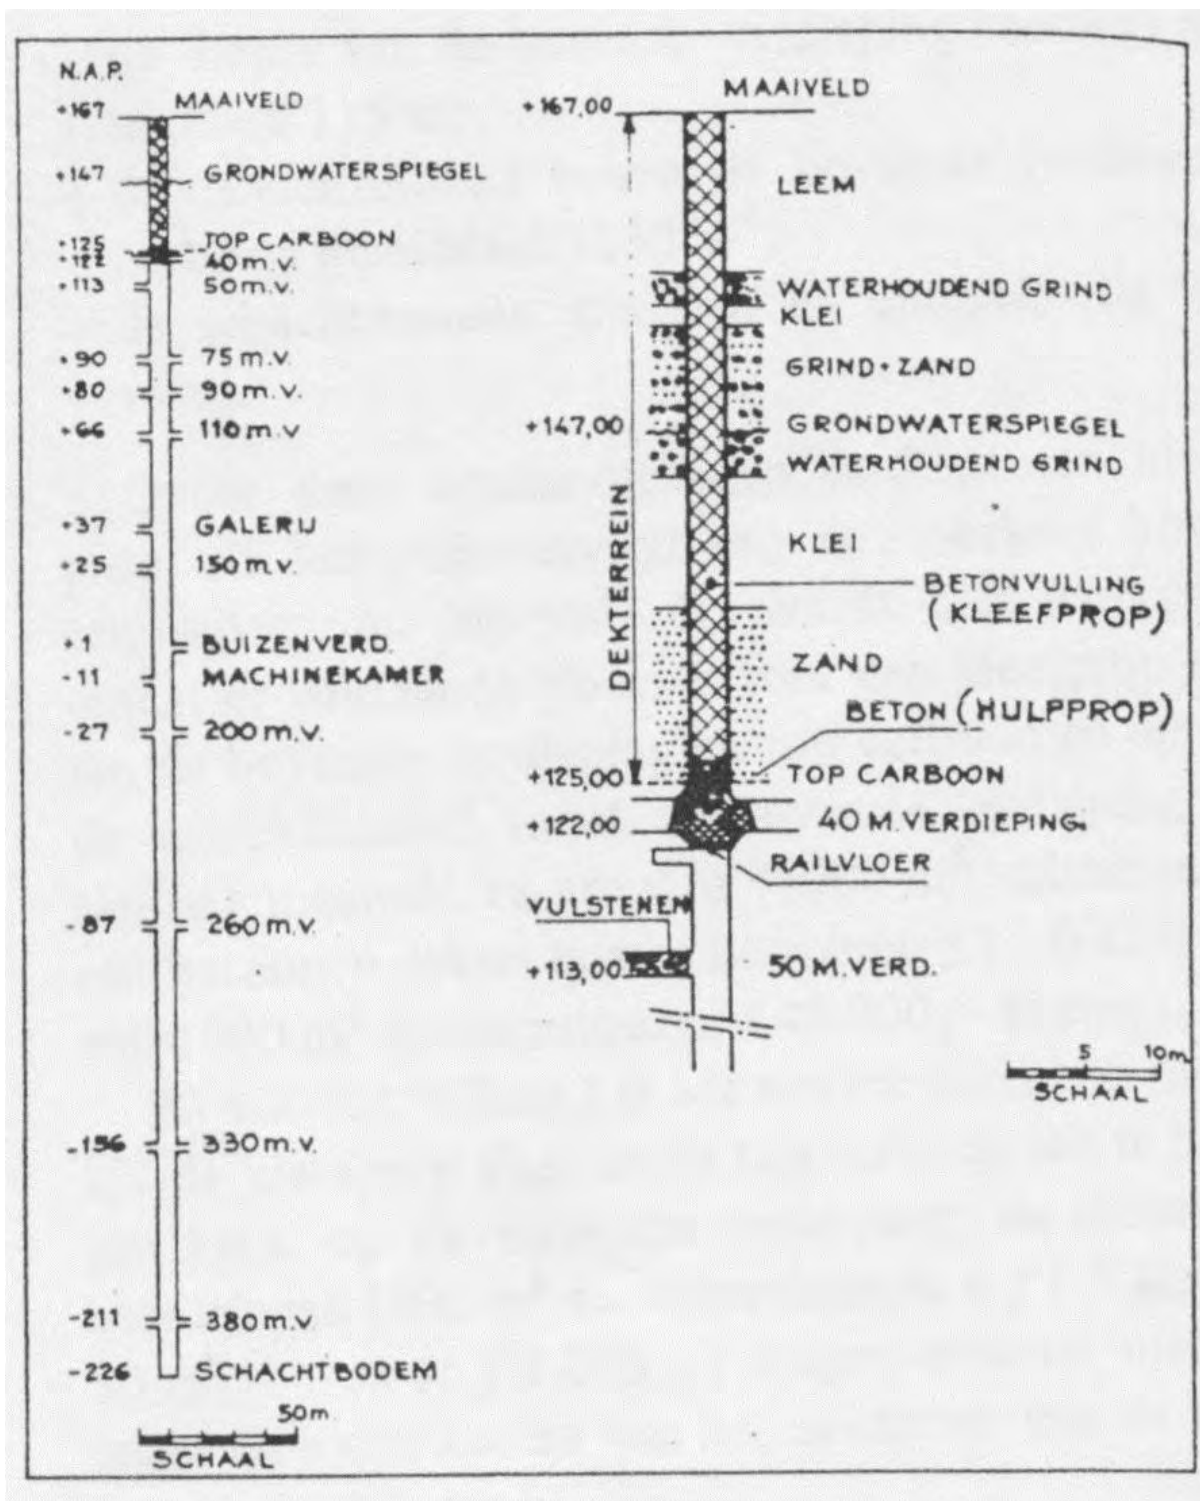 N.A.P.
+167 MAAIVELD
+147 GRONDWATERSPIEGEL
+125 TOP CARBOON
+122 40 m.v.
+113 50 m.v.
+90 75 m.v.
+80 90 m.v.
+66 110 m.v
+37 GALERIJ
+25 150 m.v.
+1 BUIZENVERD.
-11 MACHINEKAMER
-27 200 m.v.
-87 260 m.v.
-156 330 m.v.
-211 380 m.v.
-226 SCHACHTBODEM
50 m.
SCHAAL
+167,00 MAAIVELD
LEEM
WATERHOUDEND GRIND
KLEI
GRIND + ZAND
+147,00 GRONDWATERSPIEGEL
WATERHOUDEND GRIND
DEKTERREIN
KLEI
BETONVULLING
(KLEEFPROP)
ZAND
BETON (HULPPROP)
+125,00 TOP CARBOON
+122,00 40 M. VERDIEPING.
RAILVLOER
VULSTENEN
+113,00 50 M. VERD.
5 10 m.
SCHAAL